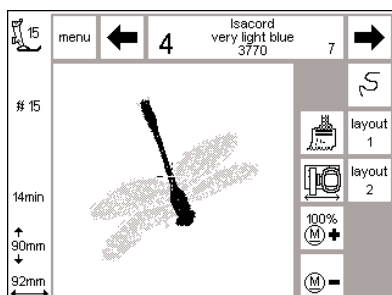 15
menu
4
Isacord
very light blue
3770
7
# 15
layout
1
14min
layout
2
90mm
100%
M +
92mm
M -